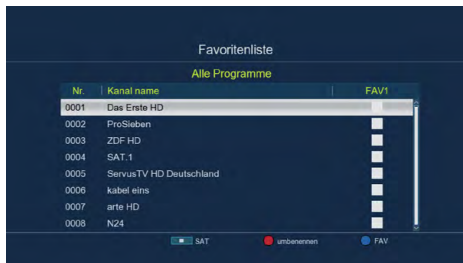 Favoritenliste
Alle Programme
Nr. Kanal name FAV1
0001 Das Erste HD
0002 ProSieben
0003 ZDF HD
0004 SAT.1
0005 ServusTV HD Deutschland
0006 kabel eins
0007 arte HD
0008 N24
SAT umbenennen FAV